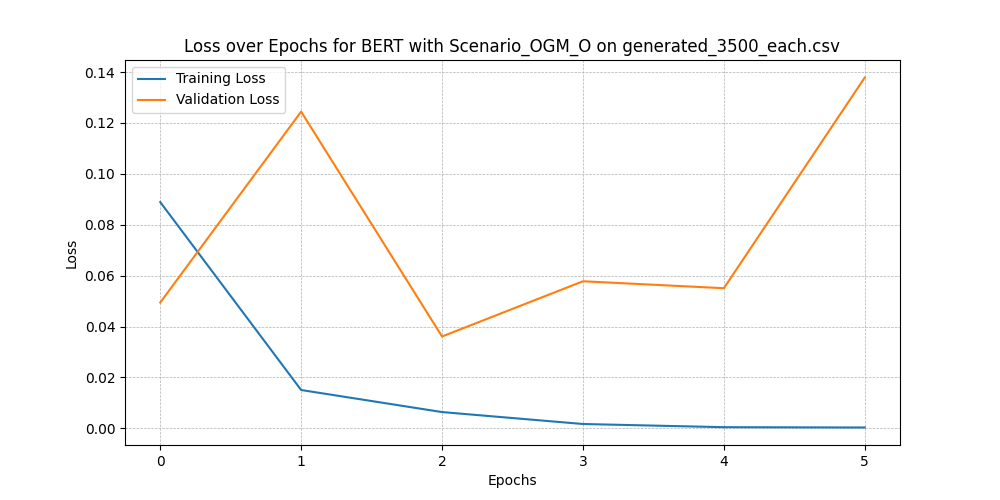 Loss over Epochs for BERT with Scenario_OGM_O on generated_3500_each.csv
Training Loss
Validation Loss
0.14
0.12
0.10
0.08
0.06
0.04
0.02
0.00
Loss
0 1 2 3 4 5
Epochs